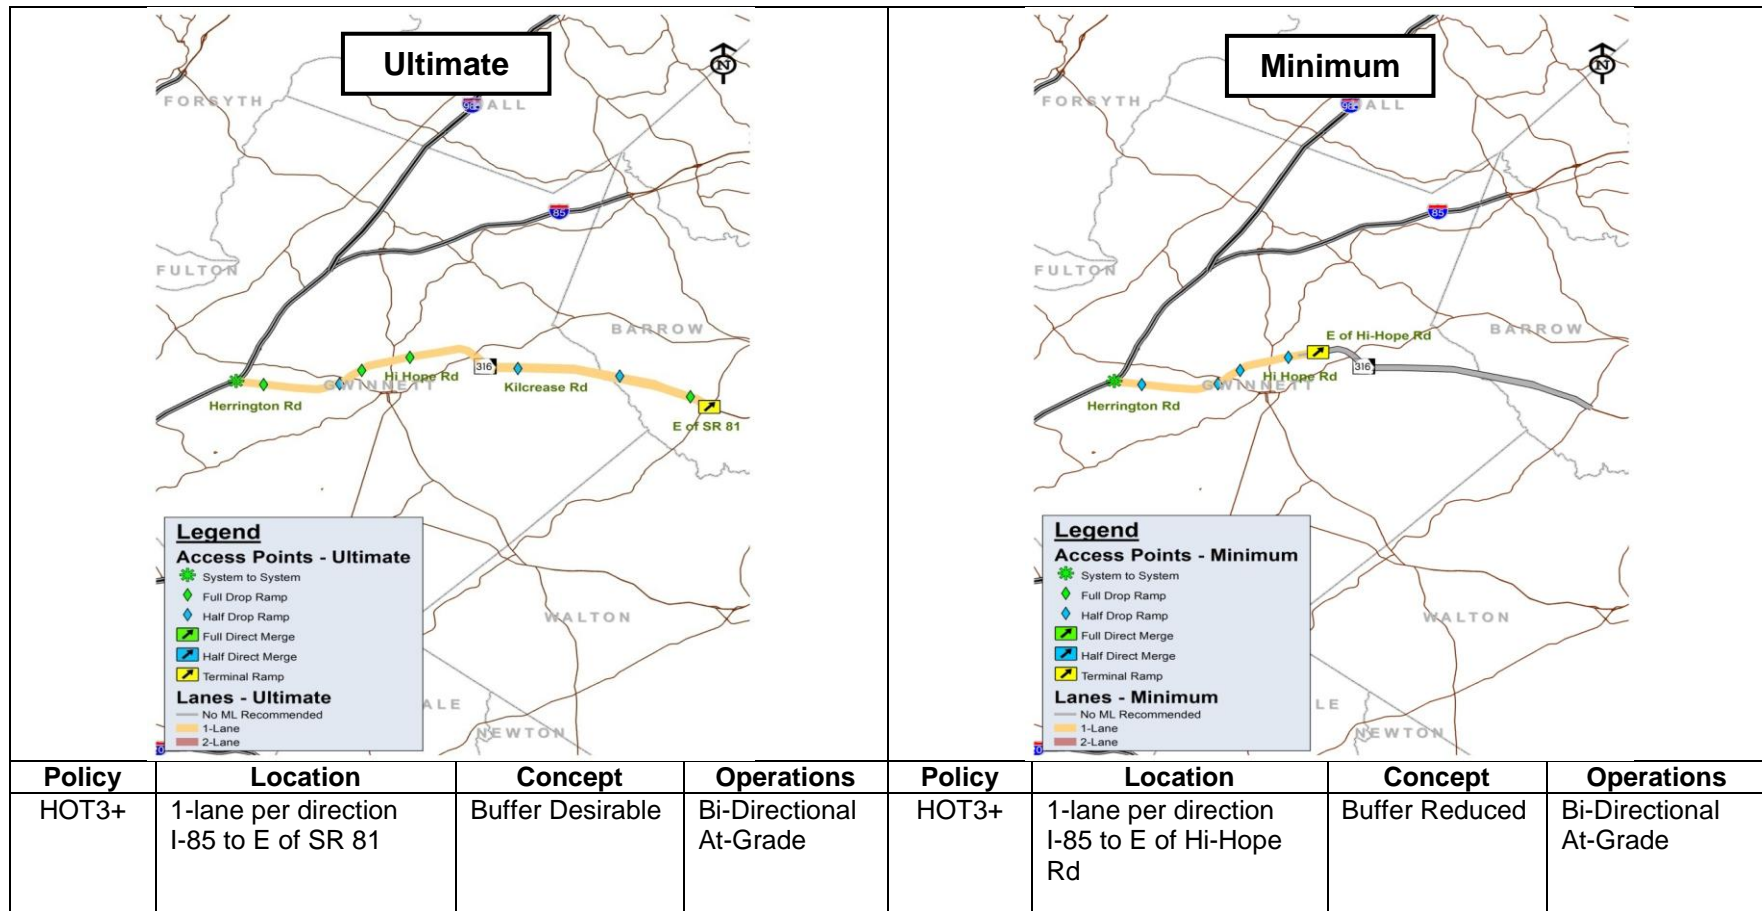 Ultimate
FORSYTH
ALL
85
FULTON
BARROW
316
Hi Hope Rd
GWINNETT
Kilcrease Rd
Herrington Rd
E of SR 81
Legend
Access Points - Ultimate
System to System
Full Drop Ramp
Half Drop Ramp
Full Direct Merge
Half Direct Merge
Terminal Ramp
Lanes - Ultimate
No ML Recommended
1-Lane
2-Lane
WALTON
ALE
NEWTON
N
Minimum
FORSYTH
ALL
85
FULTON
BARROW
E of Hi-Hope Rd
316
Hi Hope Rd
GWINNETT
Herrington Rd
Legend
Access Points - Minimum
System to System
Full Drop Ramp
Half Drop Ramp
Full Direct Merge
Half Direct Merge
Terminal Ramp
Lanes - Minimum
No ML Recommended
1-Lane
2-Lane
WALTON
LE
NEWTON
N
Policy Location Concept Operations Policy Location Concept Operations
HOT3+ 1-lane per direction Buffer Desirable Bi-Directional HOT3+ 1-lane per direction Buffer Reduced Bi-Directional
I-85 to E of SR 81 At-Grade I-85 to E of Hi-Hope At-Grade
Rd